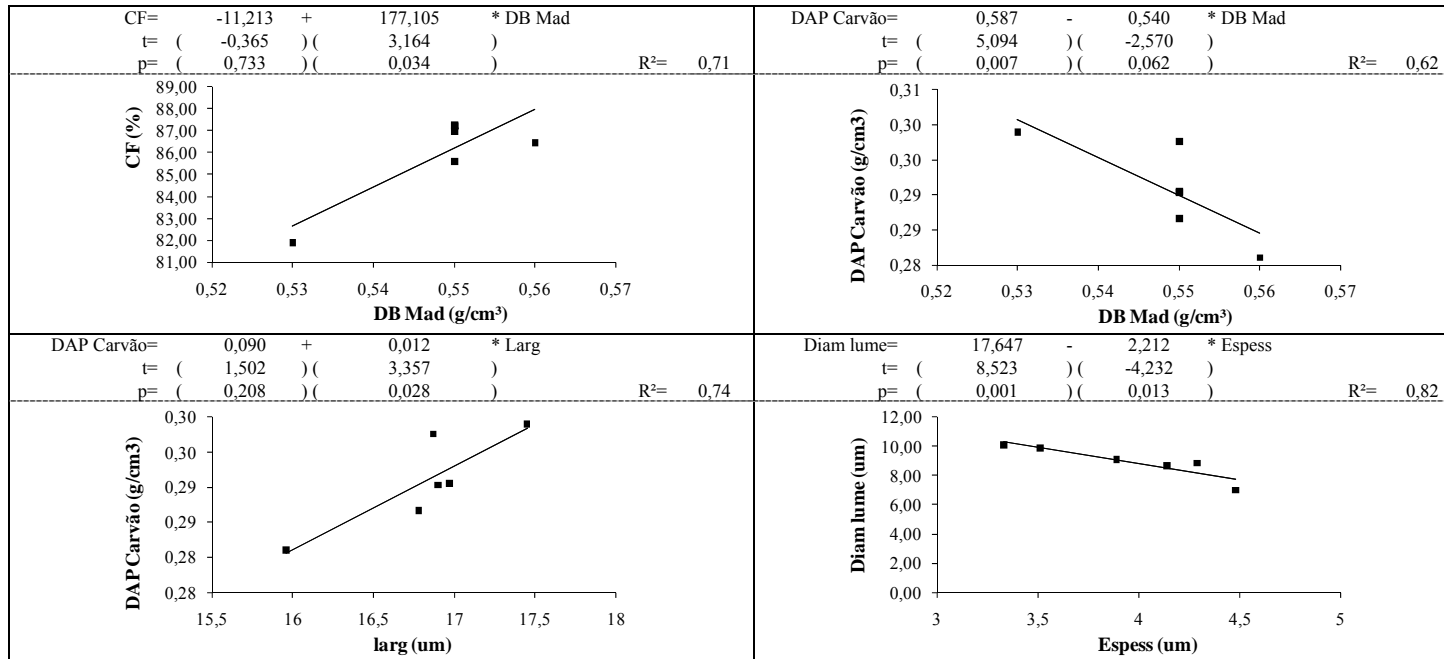 CF= -11,213 + 177,105 * DB Mad
t= ( -0,365 ) ( 3,164 )
p= ( 0,733 ) ( 0,034 ) R²= 0,71
89,00
88,00
87,00
86,00
85,00
84,00
83,00
82,00
81,00
CF (%)
0,52 0,53 0,54 0,55 0,56 0,57
DB Mad (g/cm³)
DAP Carvão= 0,587 - 0,540 * DB Mad
t= ( 5,094 ) ( -2,570 )
p= ( 0,007 ) ( 0,062 ) R²= 0,62
0,31
0,30
0,30
0,29
0,29
0,28
DAP Carvão (g/cm3)
0,52 0,53 0,54 0,55 0,56 0,57
DB Mad (g/cm³)
DAP Carvão= 0,090 + 0,012 * Larg
t= ( 1,502 ) ( 3,357 )
p= ( 0,208 ) ( 0,028 ) R²= 0,74
0,30
0,30
0,29
0,29
0,28
0,28
DAP Carvão (g/cm3)
15,5 16 16,5 17 17,5 18
larg (um)
Diam lume= 17,647 - 2,212 * Espess
t= ( 8,523 ) ( -4,232 )
p= ( 0,001 ) ( 0,013 ) R²= 0,82
12,00
10,00
8,00
6,00
4,00
2,00
0,00
Diam lume (um)
3 3,5 4 4,5 5
Espess (um)